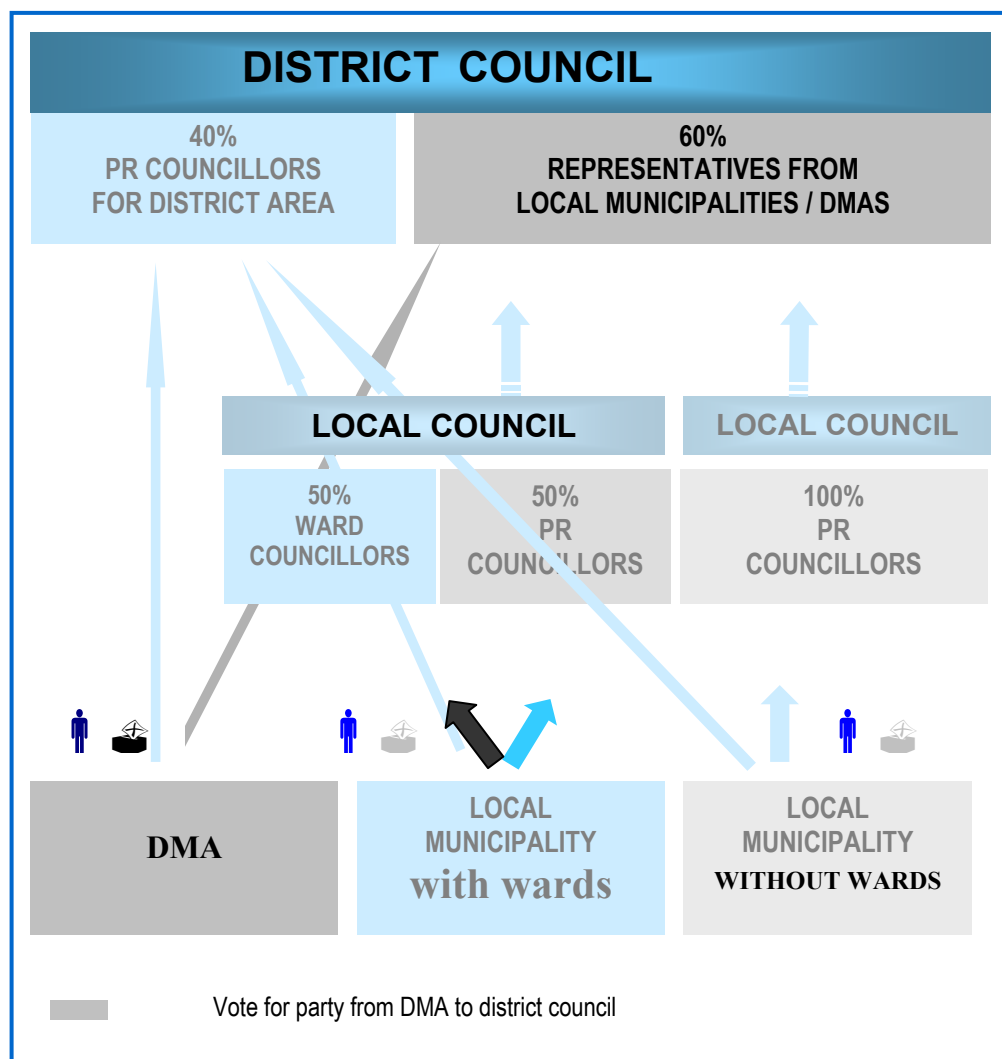 DISTRICT COUNCIL
40%
PR COUNCILLORS
FOR DISTRICT AREA
60%
REPRESENTATIVES FROM
LOCAL MUNICIPALITIES / DMAS
LOCAL COUNCIL
LOCAL COUNCIL
50%
WARD
COUNCILLORS
50%
PR
COUNCILLORS
100%
PR
COUNCILLORS
DMA
LOCAL
MUNICIPALITY
with wards
LOCAL
MUNICIPALITY
WITHOUT WARDS
Vote for party from DMA to district council